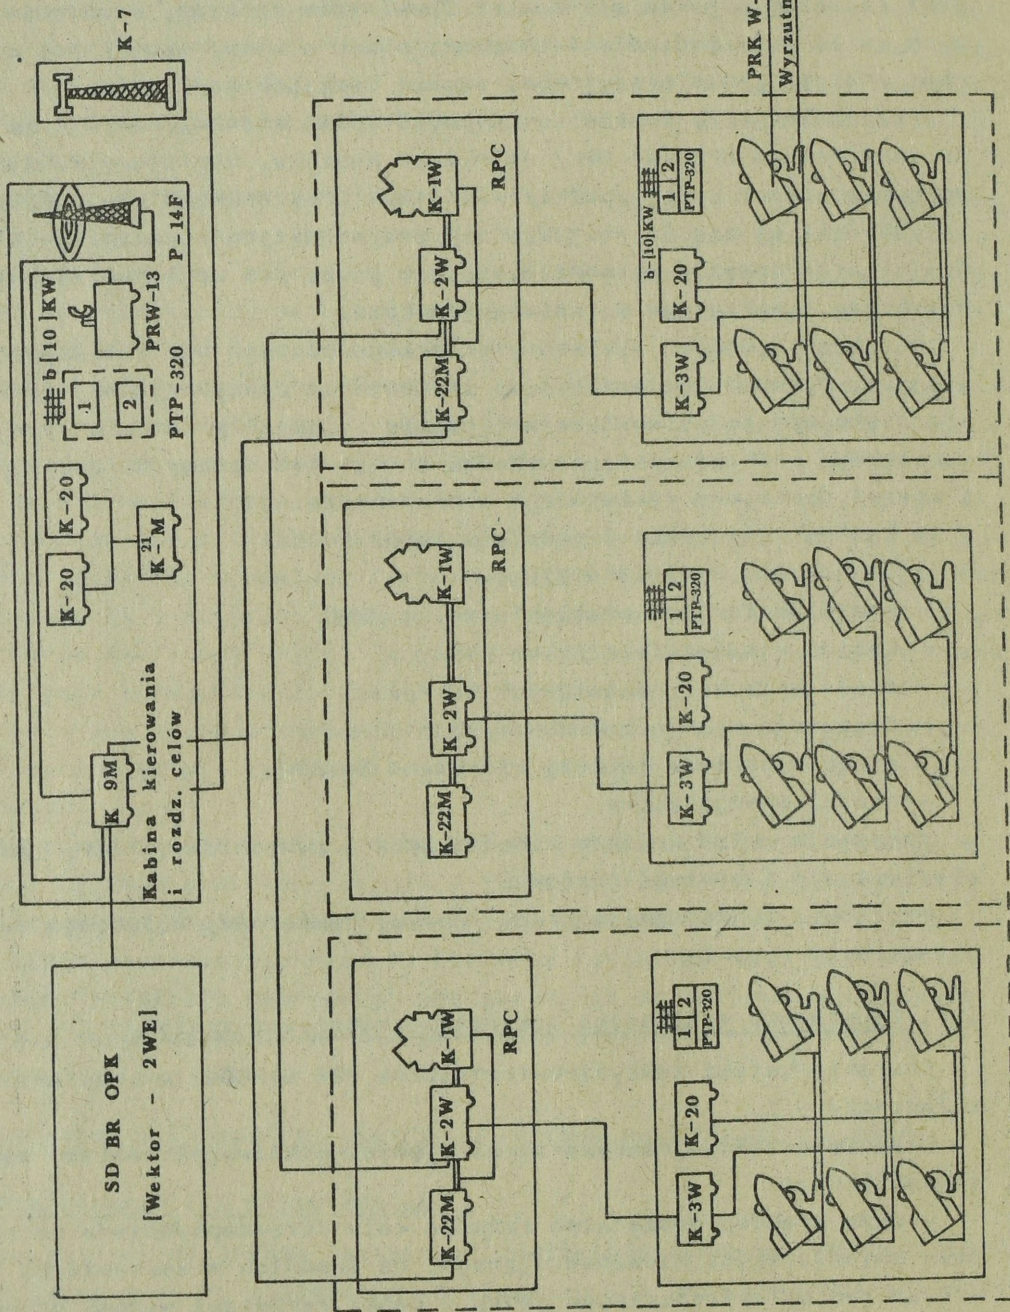 SD BR OPK
[Wektor - 2WE]
K 9M
Kabina kierowania
i rozdz. celów
K-20
K-20
K-21M
b[10]KW
1
2
PTP-320
PRW-13
P-14F
K-7
K-22M
K-2W
K-1W
RPC
K-22M
K-2W
K-1W
RPC
K-22M
K-2W
K-1W
RPC
K-3W
K-20
1 2
PTP-320
K-3W
K-20
1 2
PTP-320
K-3W
K-20
b-[10]KW
1 2
PTP-320
PRK W-
Wyrzutn